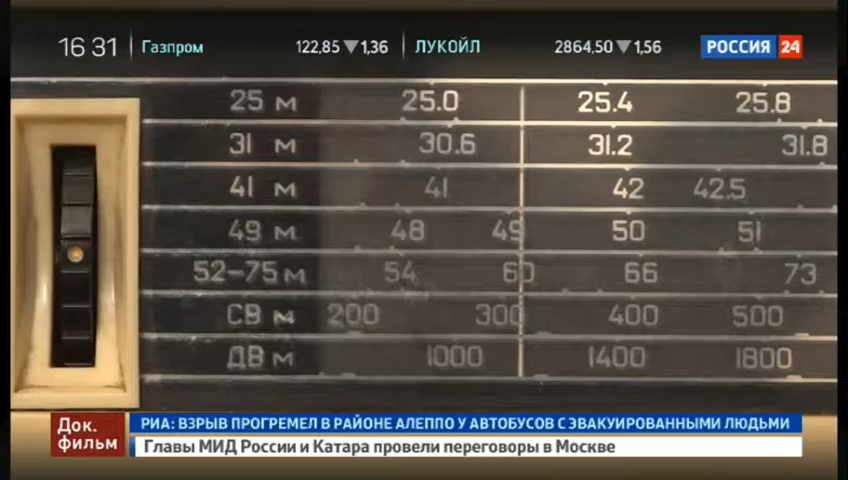 16 31 Газпром 122,85▼1,36 ЛУКОЙЛ 2864,50▼1,56 РОССИЯ 24
25 м 25.0 25.4 25.8
31 м 30.6 31.2 31.8
41 м 41 42 42.5
49 м 48 49 50 51
52–75 м 54 60 66 73
СВ м 200 300 400 500
ДВ м 1000 1400 1800
Док. фильм
РИА: ВЗРЫВ ПРОГРЕМЕЛ В РАЙОНЕ АЛЕППО У АВТОБУСОВ С ЭВАКУИРОВАННЫМИ ЛЮДЬМИ
Главы МИД России и Катара провели переговоры в Москве